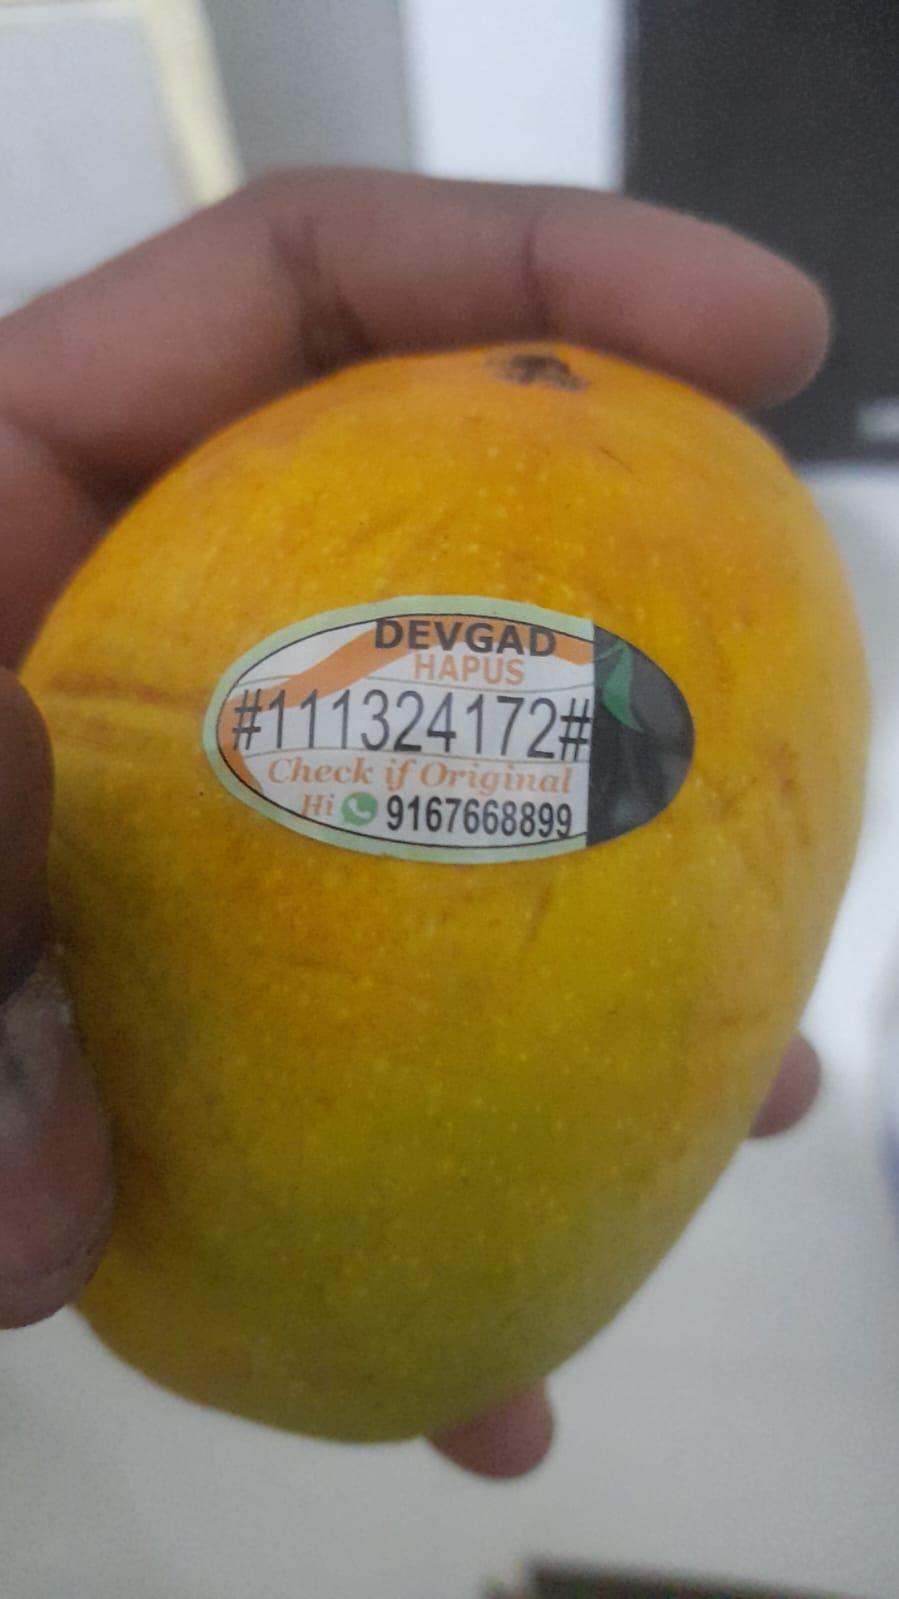 DEVGAD
HAPUS
#111324172#
Check if Original
Hi 9167668899